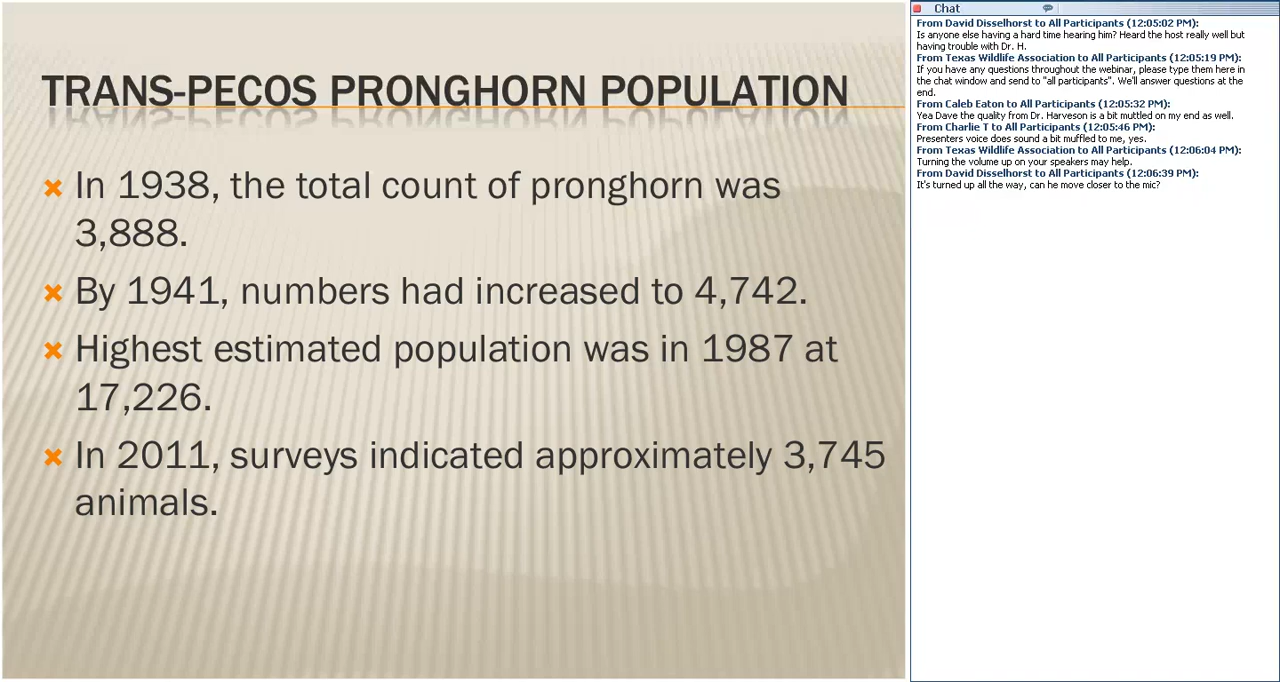 TRANS-PECOS PRONGHORN POPULATION
In 1938, the total count of pronghorn was
3,888.
By 1941, numbers had increased to 4,742.
Highest estimated population was in 1987 at
17,226.
In 2011, surveys indicated approximately 3,745
animals.
Chat
From David Disselhorst to All Participants (12:05:02 PM):
Is anyone else having a hard time hearing him? Heard the host really well but
having trouble with Dr. H.
From Texas Wildlife Association to All Participants (12:05:19 PM):
If you have any questions throughout the webinar, please type them here in
the chat window and send to "all participants". We'll answer questions at the
end.
From Caleb Eaton to All Participants (12:05:32 PM):
Yea Dave the quality from Dr. Harveson is a bit muttled on my end as well.
From Charlie T to All Participants (12:05:46 PM):
Presenters voice does sound a bit muffled to me, yes.
From Texas Wildlife Association to All Participants (12:06:04 PM):
Turning the volume up on your speakers may help.
From David Disselhorst to All Participants (12:06:39 PM):
It's turned up all the way, can he move closer to the mic?